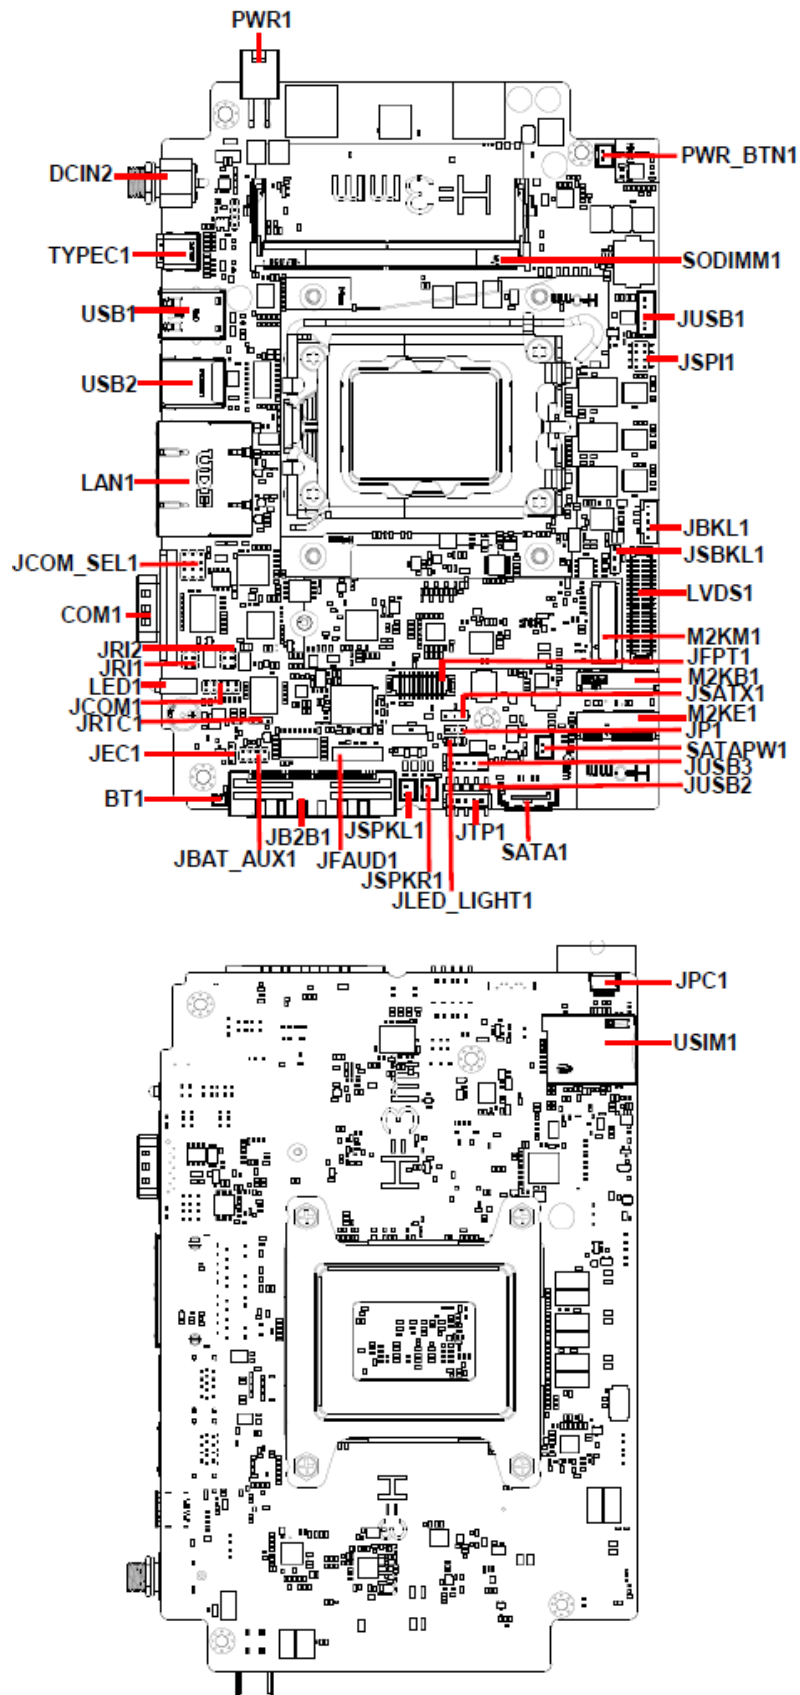 PWR1
PWR_BTN1
DCIN2
TYPEC1
SODIMM1
USB1
JUSB1
JSPI1
USB2
LAN1
JBKL1
JSBKL1
JCOM_SEL1
LVDS1
COM1
M2KM1
JRI2
JFPT1
JRI1
M2KB1
LED1
JSATX1
JCOM1
M2KE1
JRTC1
JP1
SATAPW1
JEC1
JUSB3
JUSB2
BT1
JB2B1
JSPKL1
JTP1
SATA1
JBAT_AUX1
JFAUD1
JSPKR1
JLED_LIGHT1
JPC1
USIM1